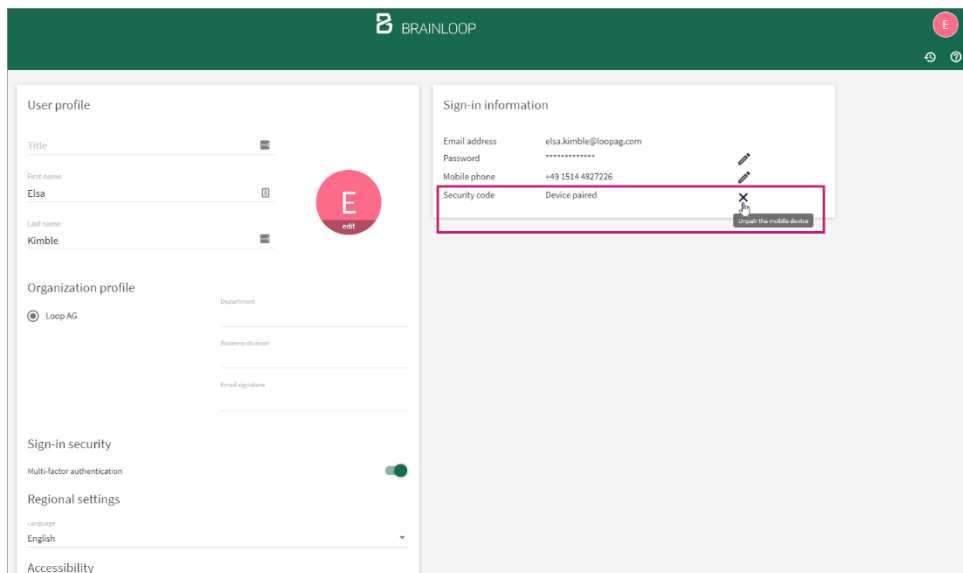 BRAINLOOP
E
User profile
Title
First name
Elsa
Last name
Kimble
E
edit
Organization profile
Loop AG
Department
Business division
Email signature
Sign-in security
Multi-factor authentication
Regional settings
Language
English
Accessibility
Sign-in information
Email address elsa.kimble@loopag.com
Password *************
Mobile phone +49 1514 4827226
Security code Device paired
Unpair the mobile device